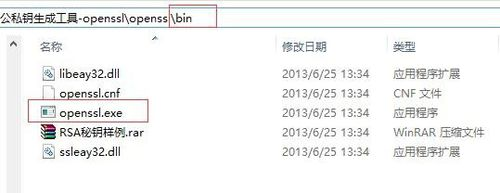 公私钥生成工具-openssl\openss\bin
名称 修改日期 类型
libeay32.dll 2013/6/25 13:34 应用程序扩展
openssl.cnf 2013/6/25 13:34 CNF 文件
openssl.exe 2013/6/25 13:34 应用程序
RSA秘钥样例.rar 2013/6/25 13:34 WinRAR 压缩文件
ssleay32.dll 2013/6/25 13:34 应用程序扩展